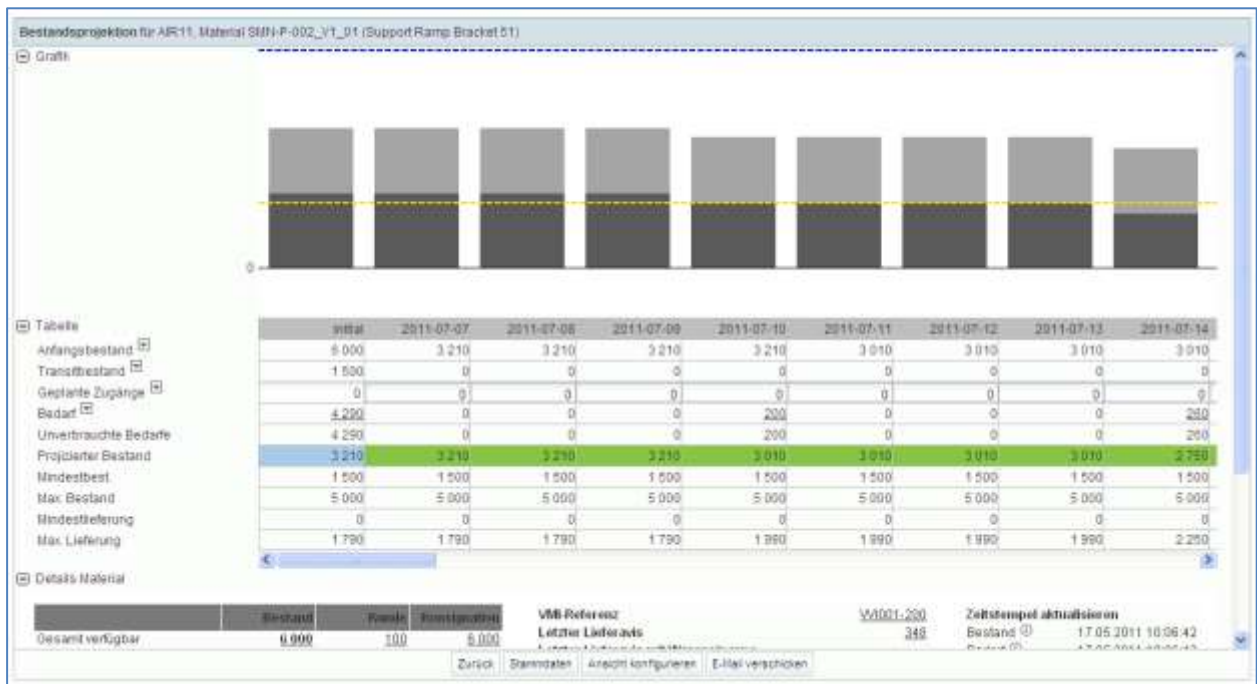 Bestandsprojektion für AIR11, Material SMN-P-002_V1_01 (Support Ramp Bracket 51)
Grafik
0
Tabelle Initial 2011-07-07 2011-07-08 2011-07-09 2011-07-10 2011-07-11 2011-07-12 2011-07-13 2011-07-14
Anfangsbestand 6 000 3 210 3 210 3 210 3 210 3 010 3 010 3 010 3 010
Transitbestand 1 500 0 0 0 0 0 0 0 0
Geplante Zugänge 0 0 0 0 0 0 0 0 0
Bedarf 4 290 0 0 0 200 0 0 0 260
Unverbrauchte Bedarfe 4 290 0 0 0 200 0 0 0 260
Projizierter Bestand 3 210 3 210 3 210 3 210 3 010 3 010 3 010 3 010 2 750
Mindestbest. 1 500 1 500 1 500 1 500 1 500 1 500 1 500 1 500 1 500
Max. Bestand 5 000 5 000 5 000 5 000 5 000 5 000 5 000 5 000 5 000
Mindestlieferung 0 0 0 0 0 0 0 0 0
Max. Lieferung 1 790 1 790 1 790 1 790 1 990 1 990 1 990 1 990 2 250
Details Material
Bestand Konsignation
Gesamt verfügbar 6.000 100 6.000
VMI-Referenz VVI001-200
Letzter Lieferavis 346
Zeitstempel aktualisieren
Bestand 17.05.2011 10:06:42
Zurück Stammdaten Ansicht konfigurieren E-Mail verschicken